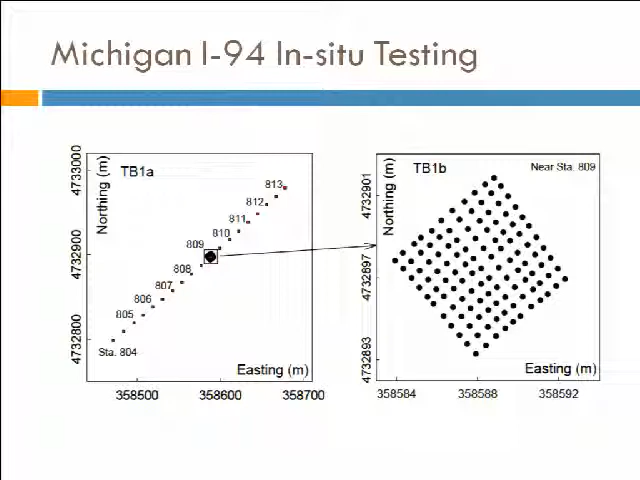 Michigan I-94 In-situ Testing
TB1a
Northing (m)
4733000
4732900
4732800
813
812
811
810
809
808
807
806
805
Sta. 804
Easting (m)
358500
358600
358700
TB1b
Near Sta. 809
Northing (m)
4732901
4732897
4732893
Easting (m)
358584
358588
358592